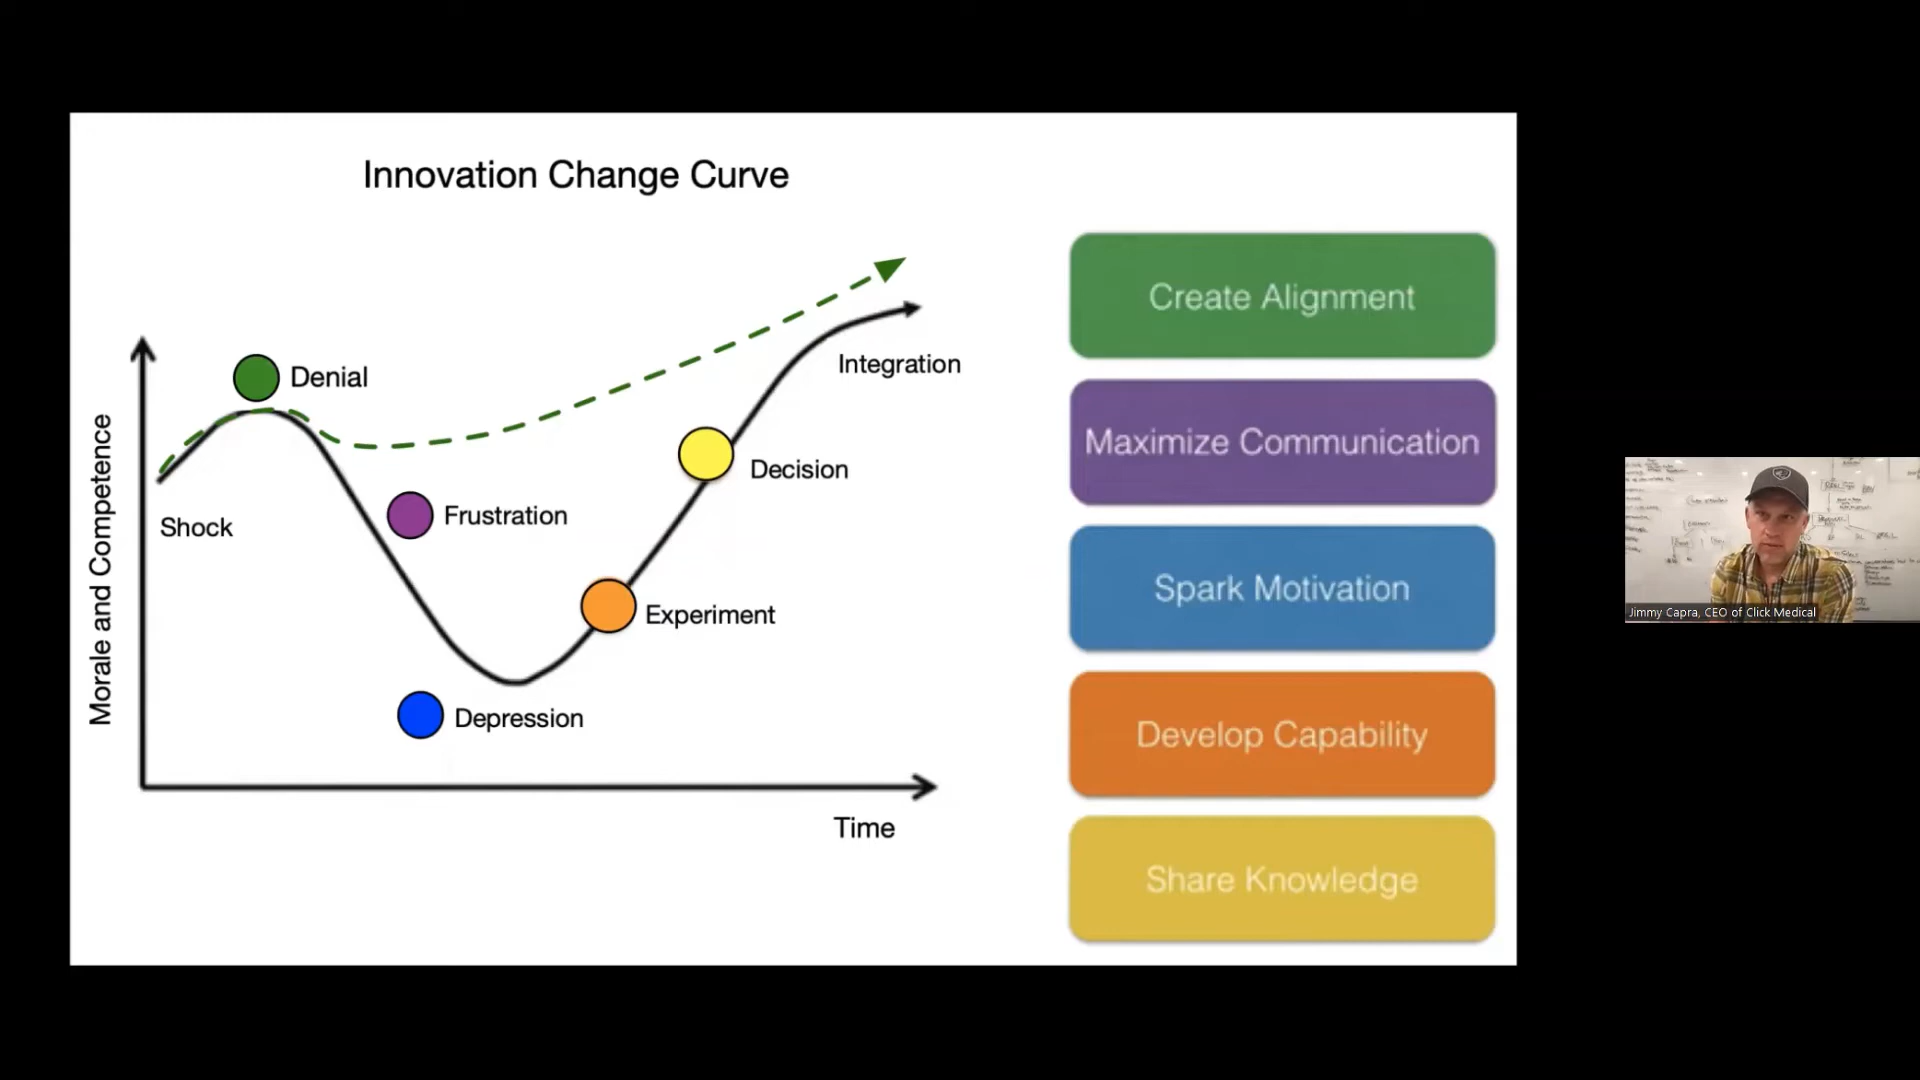 Innovation Change Curve
Morale and Competence
Shock
Denial
Frustration
Depression
Experiment
Decision
Integration
Time
Create Alignment
Maximize Communication
Spark Motivation
Develop Capability
Share Knowledge
Jimmy Capra, CEO of Click Medical